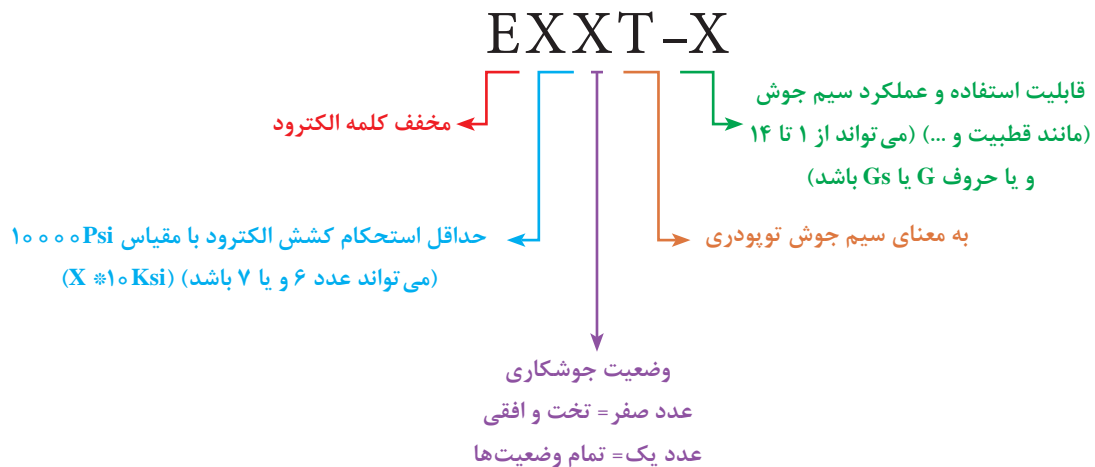 EXXT–X
قابلیت استفاده و عملکرد سیم جوش
(مانند قطبیت و ...) (می‌تواند از ۱ تا ۱۴
و یا حروف G یا Gs باشد)
مخفف کلمه الکترود
به معنای سیم جوش توپودری
حداقل استحکام کشش الکترود با مقیاس ۱۰۰۰۰Psi
(می‌تواند عدد ۶ و یا ۷ باشد) (X *۱۰Ksi)
وضعیت جوشکاری
عدد صفر= تخت و افقی
عدد یک= تمام وضعیت‌ها